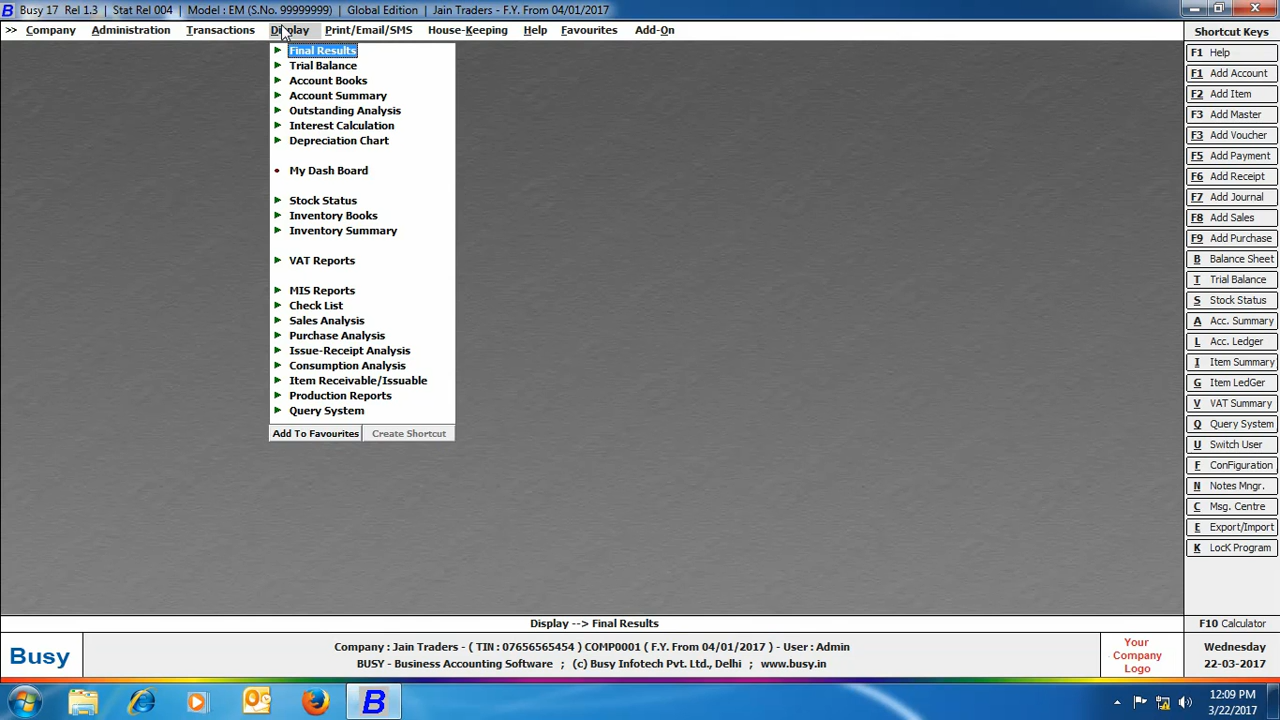 Busy 17 Rel 1.3 | Stat Rel 004 | Model : EM (S.No. 99999999) | Global Edition | Jain Traders - F.Y. From 04/01/2017
>> Company Administration Transactions Display Print/Email/SMS House-Keeping Help Favourites Add-On
Final Results
Trial Balance
Account Books
Account Summary
Outstanding Analysis
Interest Calculation
Depreciation Chart
My Dash Board
Stock Status
Inventory Books
Inventory Summary
VAT Reports
MIS Reports
Check List
Sales Analysis
Purchase Analysis
Issue-Receipt Analysis
Consumption Analysis
Item Receivable/Issuable
Production Reports
Query System
Add To Favourites Create Shortcut
Shortcut Keys
F1 Help
F1 Add Account
F2 Add Item
F3 Add Master
F3 Add Voucher
F5 Add Payment
F6 Add Receipt
F7 Add Journal
F8 Add Sales
F9 Add Purchase
B Balance Sheet
T Trial Balance
S Stock Status
A Acc. Summary
L Acc. Ledger
I Item Summary
G Item LedGer
V VAT Summary
Q Query System
U Switch User
F ConFiguration
N Notes Mngr.
C Msg. Centre
E Export/Import
K LocK Program
Display --> Final Results
F10 Calculator
Busy
Company : Jain Traders - ( TIN : 07656565454 ) COMP0001 ( F.Y. From 04/01/2017 ) - User : Admin
BUSY - Business Accounting Software ; (c) Busy Infotech Pvt. Ltd., Delhi ; www.busy.in
Your
Company
Logo
Wednesday
22-03-2017
12:09 PM
3/22/2017